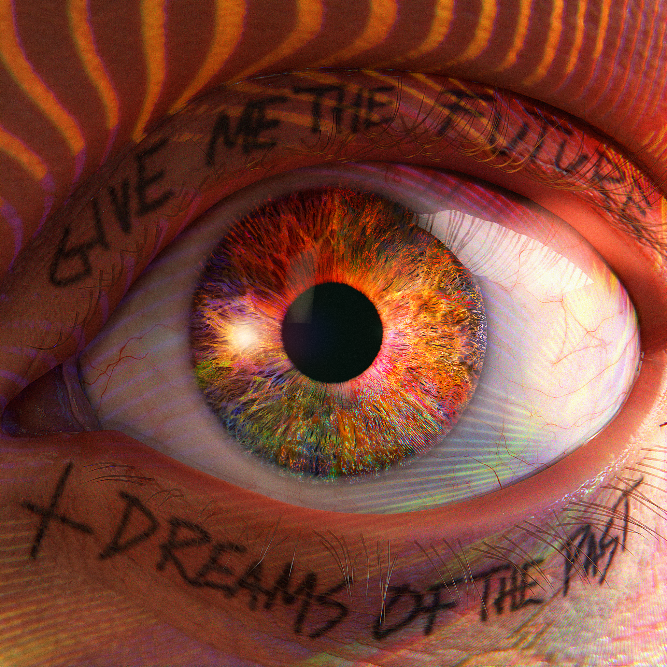 GIVE ME THE FUTURE
+ DREAMS OF THE PAST